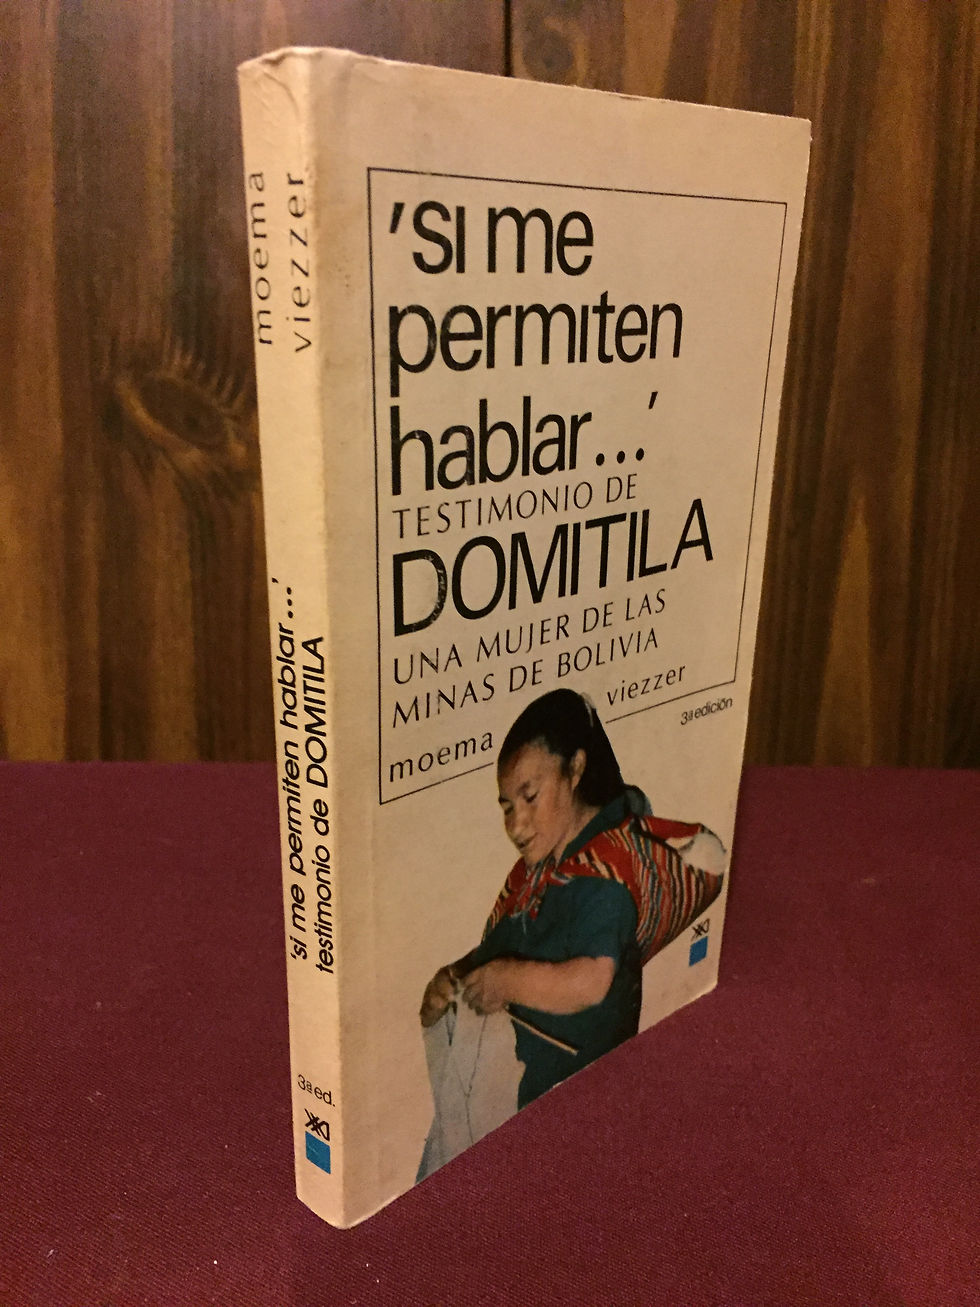 'SI me
permiten
hablar...'
TESTIMONIO DE
DOMITILA
UNA MUJER DE LAS
MINAS DE BOLIVIA
moema viezzer
3ª edición
moema
viezzer
'si me permiten hablar...'
testimonio de DOMITILA
3ª ed.